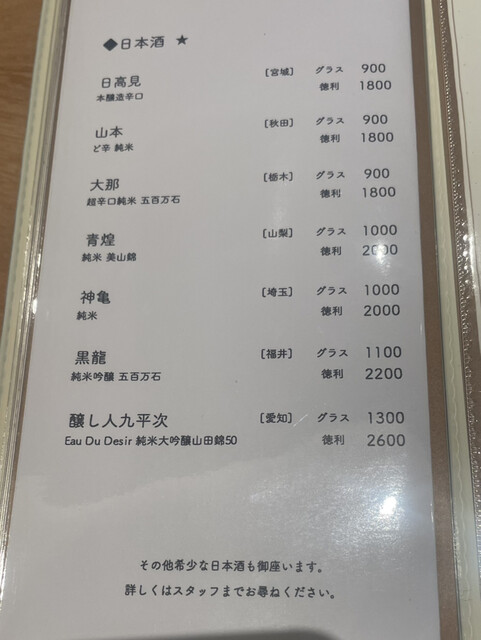 ◆日本酒 ★
日高見 [宮城] グラス 900
本醸造辛口 徳利 1800
山本 [秋田] グラス 900
ど辛 純米 徳利 1800
大那 [栃木] グラス 900
超辛口純米 五百万石 徳利 1800
青煌 [山梨] グラス 1000
純米 美山錦 徳利 2000
神亀 [埼玉] グラス 1000
純米 徳利 2000
黒龍 [福井] グラス 1100
純米吟醸 五百万石 徳利 2200
醸し人九平次 [愛知] グラス 1300
Eau Du Desir 純米大吟醸山田錦50 徳利 2600
その他希少な日本酒も御座います。
詳しくはスタッフまでお尋ねください。